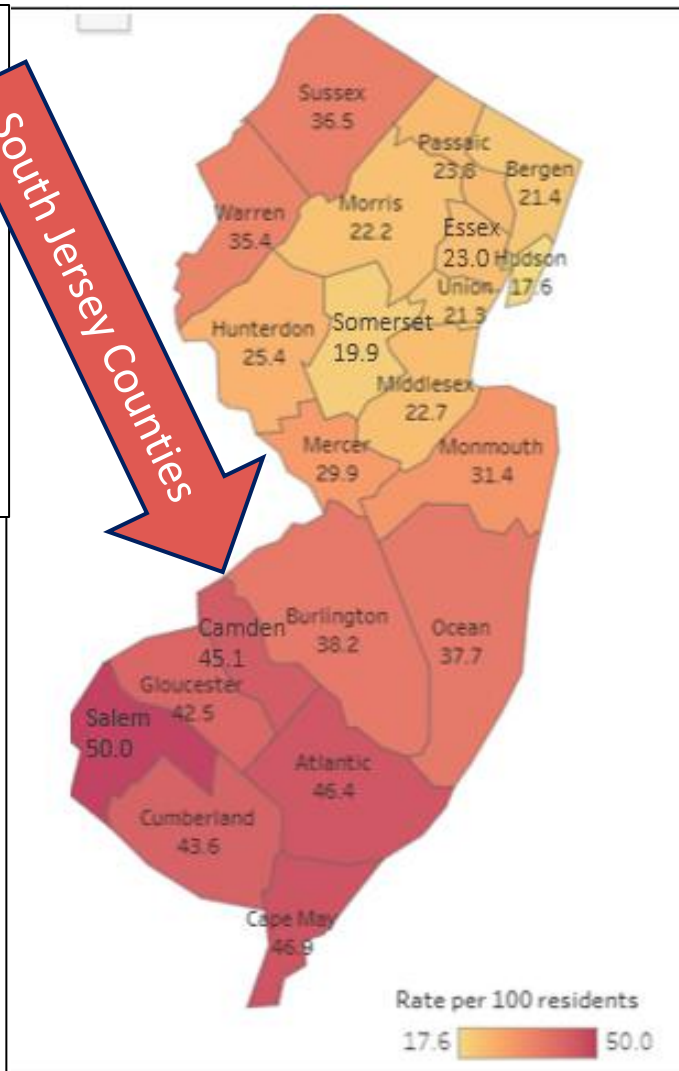 South Jersey Counties
Sussex
36.5
Passaic
23.8
Bergen
21.4
Warren
35.4
Morris
22.2
Essex
23.0
Hudson
17.6
Union
21.3
Hunterdon
25.4
Somerset
19.9
Middlesex
22.7
Mercer
29.9
Monmouth
31.4
Burlington
38.2
Ocean
37.7
Camden
45.1
Gloucester
42.5
Salem
50.0
Atlantic
46.4
Cumberland
43.6
Cape May
46.9
Rate per 100 residents
17.6 50.0